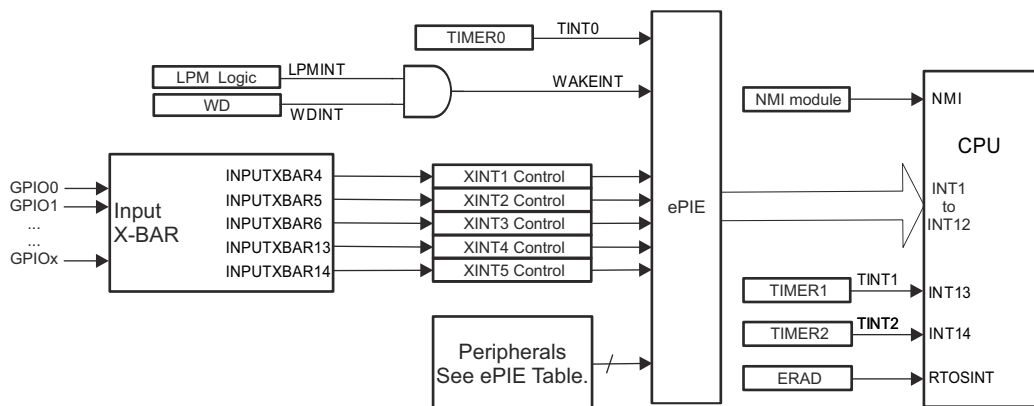 TIMER0
TINT0
LPM Logic
LPMINT
WD
WDINT
WAKEINT
NMI module
NMI
CPU
GPIO0
GPIO1
...
...
GPIOx
Input
X-BAR
INPUTXBAR4
INPUTXBAR5
INPUTXBAR6
INPUTXBAR13
INPUTXBAR14
XINT1 Control
XINT2 Control
XINT3 Control
XINT4 Control
XINT5 Control
ePIE
INT1
to
INT12
TIMER1
TINT1
INT13
TIMER2
TINT2
INT14
ERAD
RTOSINT
Peripherals
See ePIE Table.